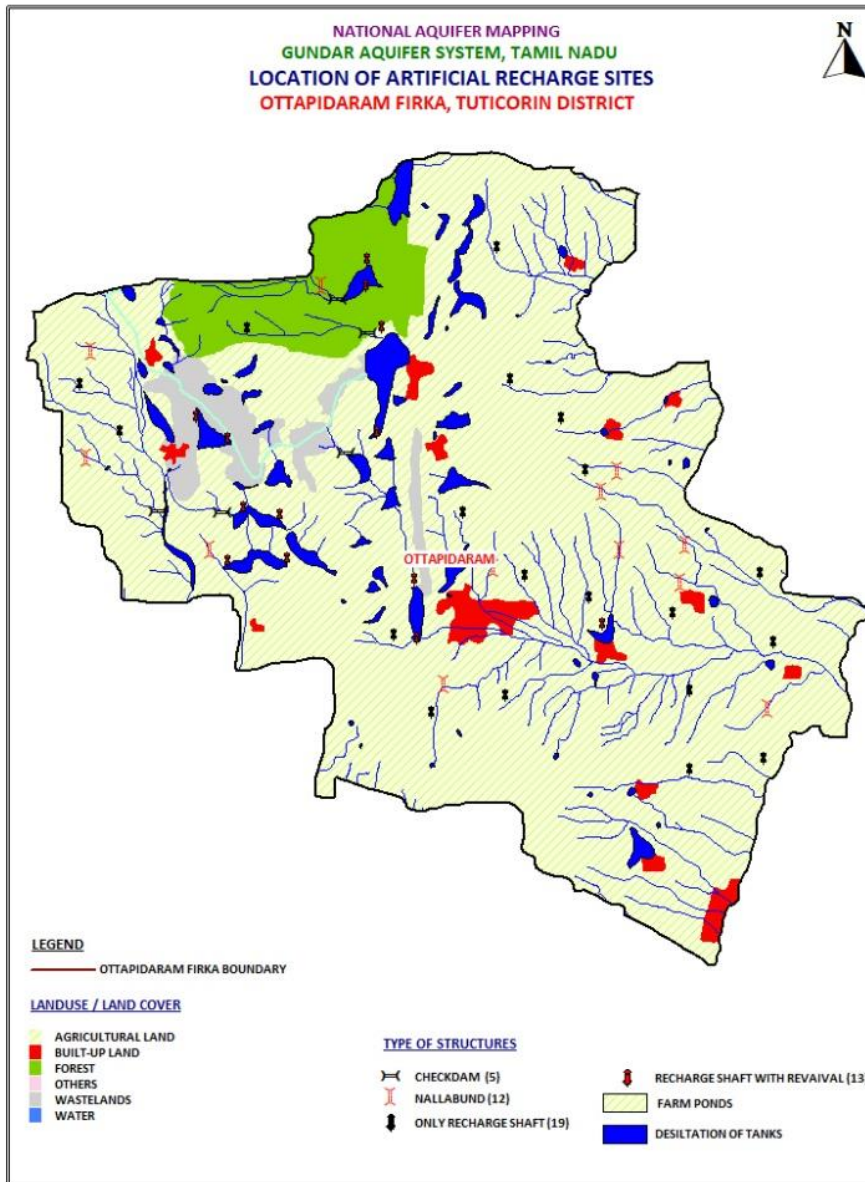 NATIONAL AQUIFER MAPPING
GUNDAR AQUIFER SYSTEM, TAMIL NADU
LOCATION OF ARTIFICIAL RECHARGE SITES
OTTAPIDARAM FIRKA, TUTICORIN DISTRICT
N
OTTAPIDARAM
LEGEND
OTTAPIDARAM FIRKA BOUNDARY
LANDUSE / LAND COVER
AGRICULTURAL LAND
BUILT-UP LAND
FOREST
OTHERS
WASTELANDS
WATER
TYPE OF STRUCTURES
CHECKDAM (5)
NALLABUND (12)
ONLY RECHARGE SHAFT (19)
RECHARGE SHAFT WITH REVAIVAL (13)
FARM PONDS
DESILTATION OF TANKS